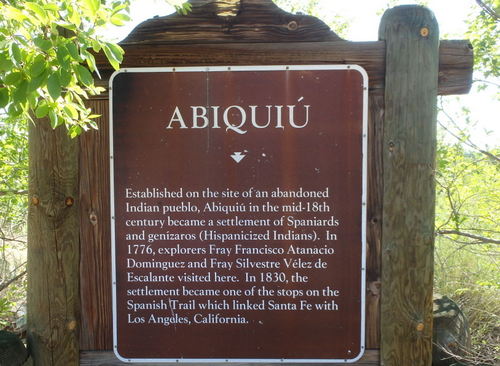 ABIQUIÚ
ABIQUIÚ
Established on the site of an abandoned
Indian pueblo, Abiquiú in the mid-18th
century became a settlement of Spaniards
and genízaros (Hispanicized Indians). In
1776, explorers Fray Francisco Atanacio
Domínguez and Fray Silvestre Vélez de
Escalante visited here. In 1830, the
settlement became one of the stops on the
Spanish Trail which linked Santa Fe with
Los Angeles, California.